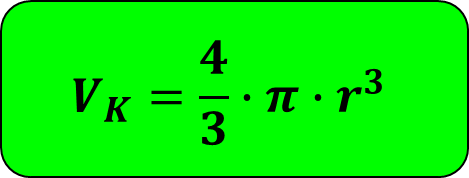 V_K = 4/3 · π · r³